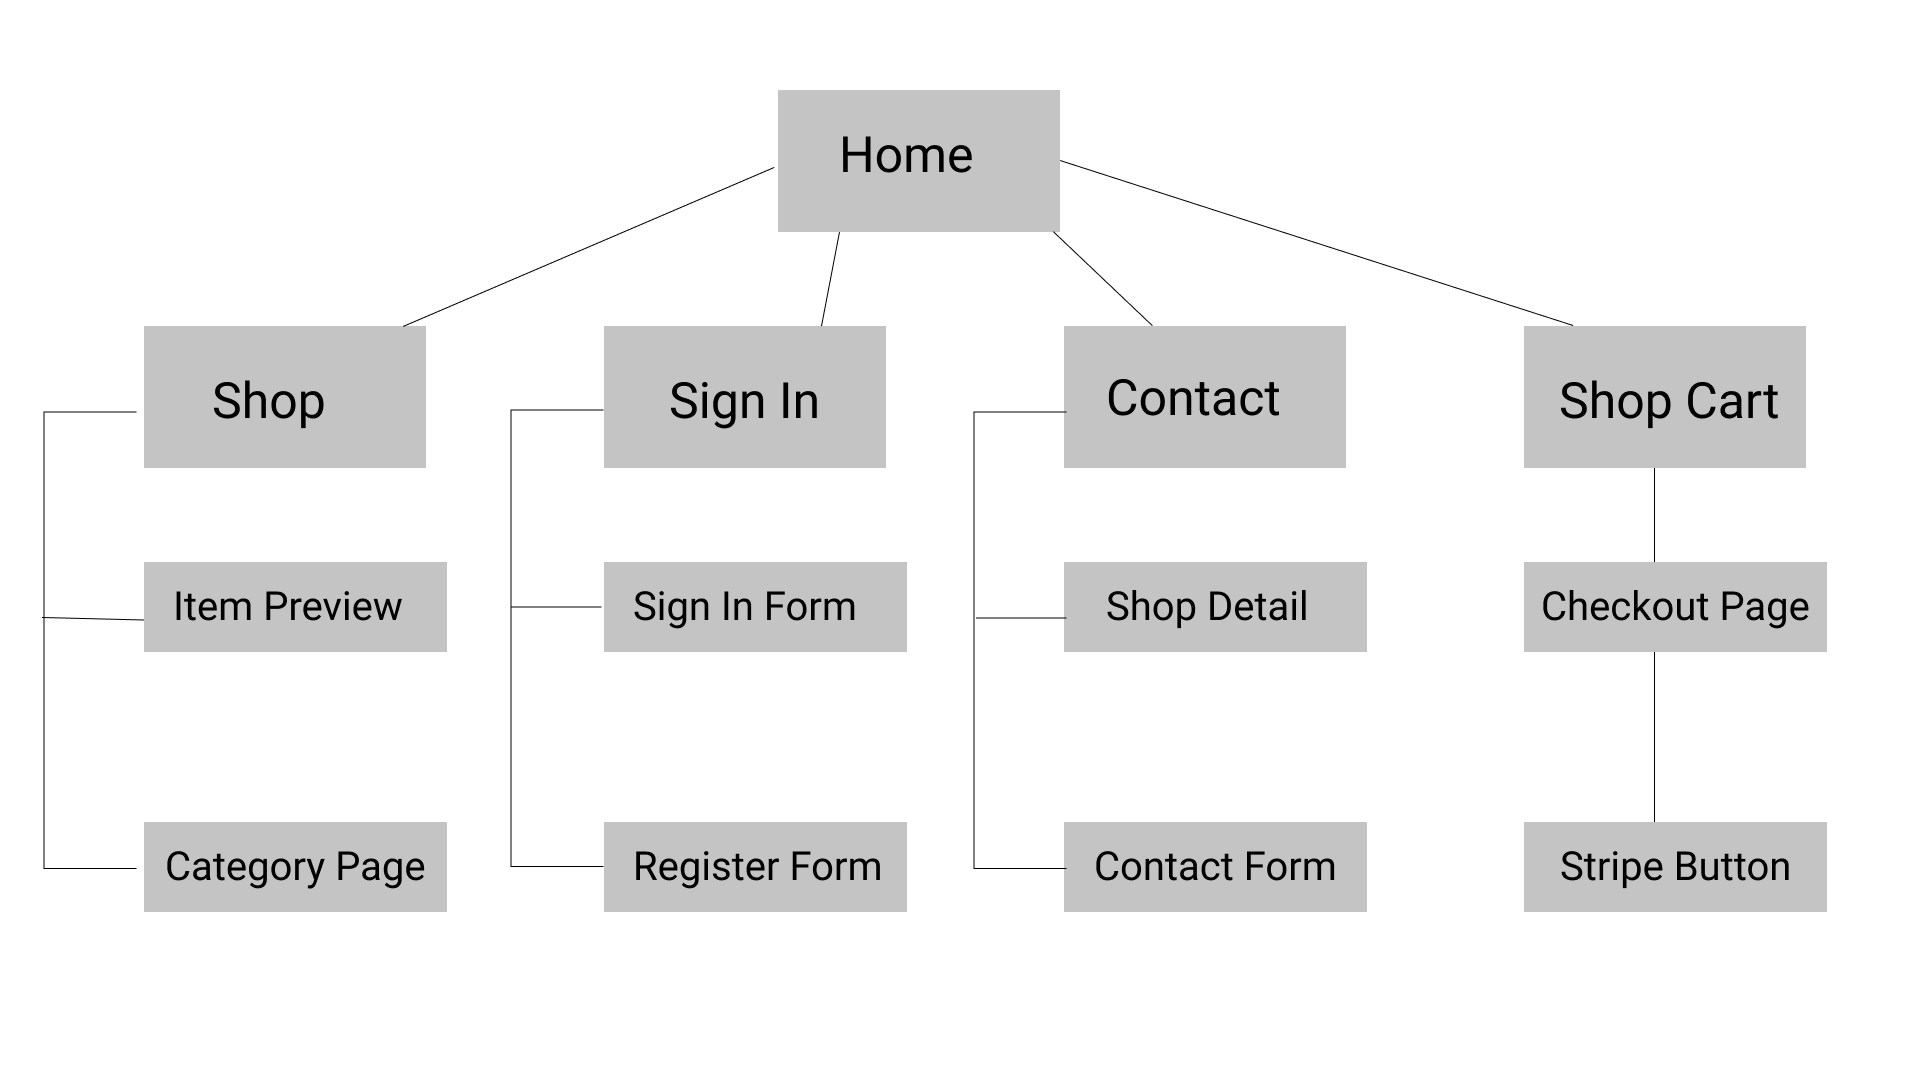 Home
Shop
Sign In
Contact
Shop Cart
Item Preview
Sign In Form
Shop Detail
Checkout Page
Category Page
Register Form
Contact Form
Stripe Button